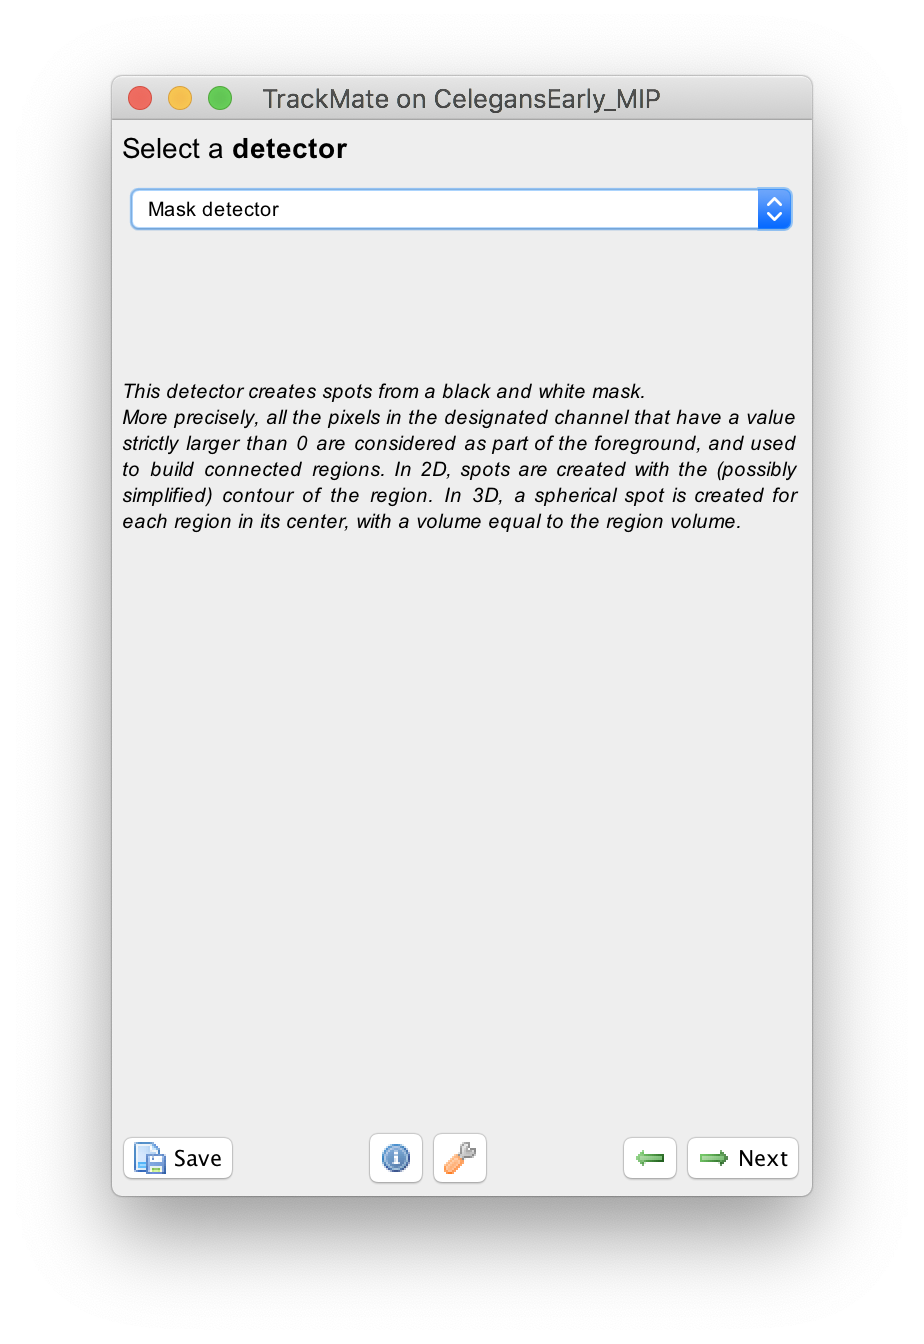 TrackMate on CelegansEarly_MIP
Select a detector
Mask detector
This detector creates spots from a black and white mask.
More precisely, all the pixels in the designated channel that have a value
strictly larger than 0 are considered as part of the foreground, and used
to build connected regions. In 2D, spots are created with the (possibly
simplified) contour of the region. In 3D, a spherical spot is created for
each region in its center, with a volume equal to the region volume.
Save
Next